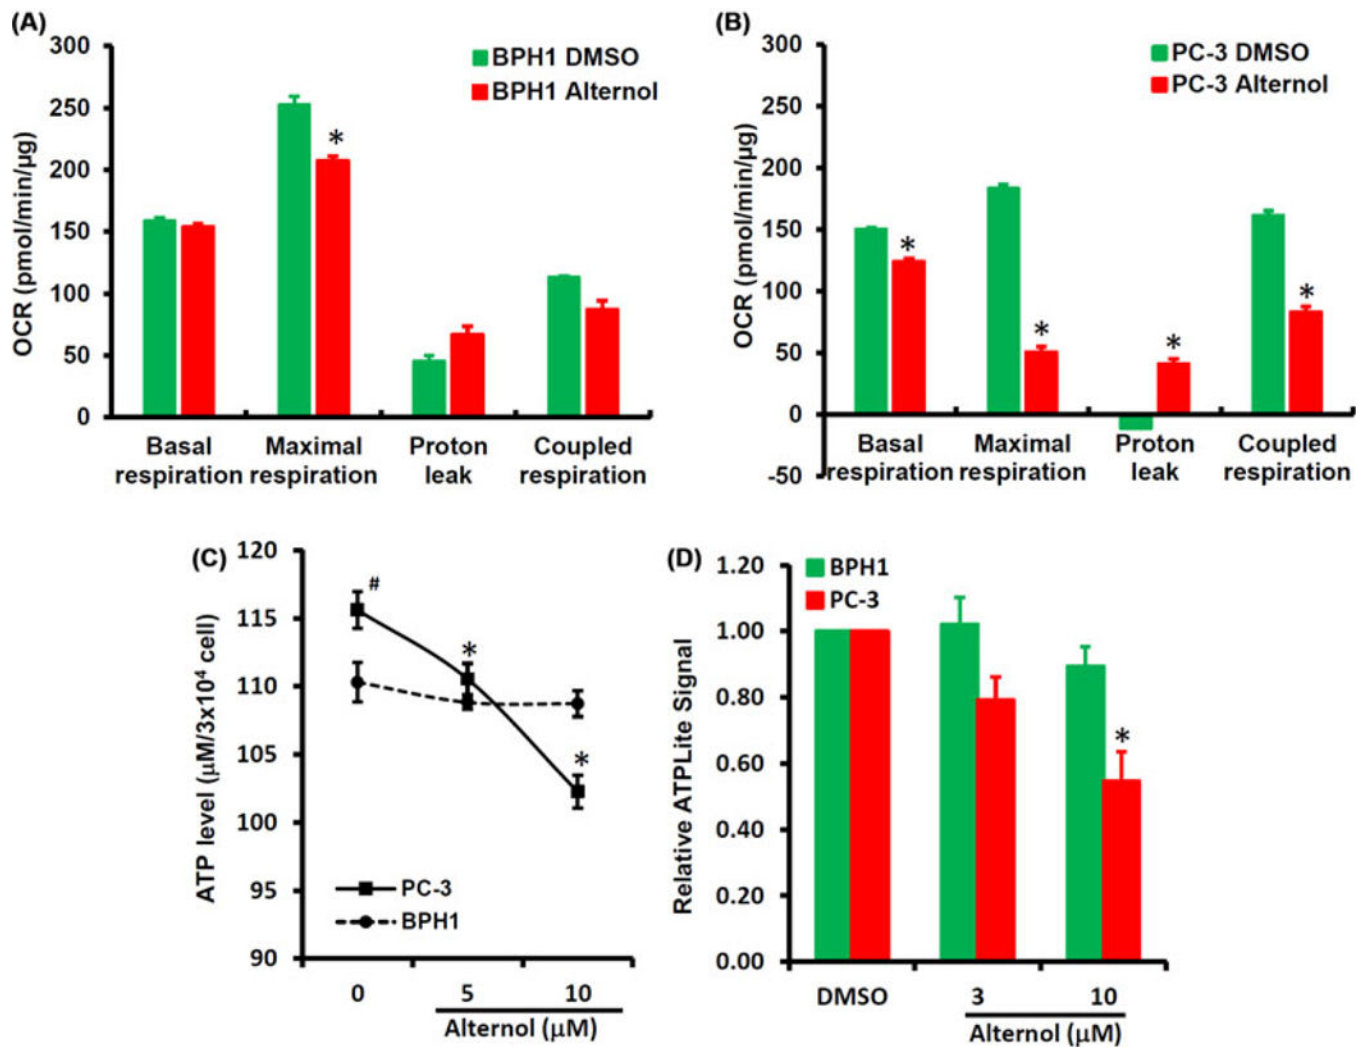 (A)
300
250
200
150
100
50
0
OCR (pmol/min/µg)
BPH1 DMSO
BPH1 Alternol
*
Basal
respiration
Maximal
respiration
Proton
leak
Coupled
respiration
(B)
300
250
200
150
100
50
0
-50
OCR (pmol/min/µg)
PC-3 DMSO
PC-3 Alternol
*
*
*
*
Basal
respiration
Maximal
respiration
Proton
leak
Coupled
respiration
(C)
120
115
110
105
100
95
90
ATP level (µM/3x10⁴ cell)
#
*
*
PC-3
BPH1
0
5
10
Alternol (µM)
(D)
1.20
1.00
0.80
0.60
0.40
0.20
0.00
Relative ATPLite Signal
BPH1
PC-3
*
DMSO
3
10
Alternol (µM)